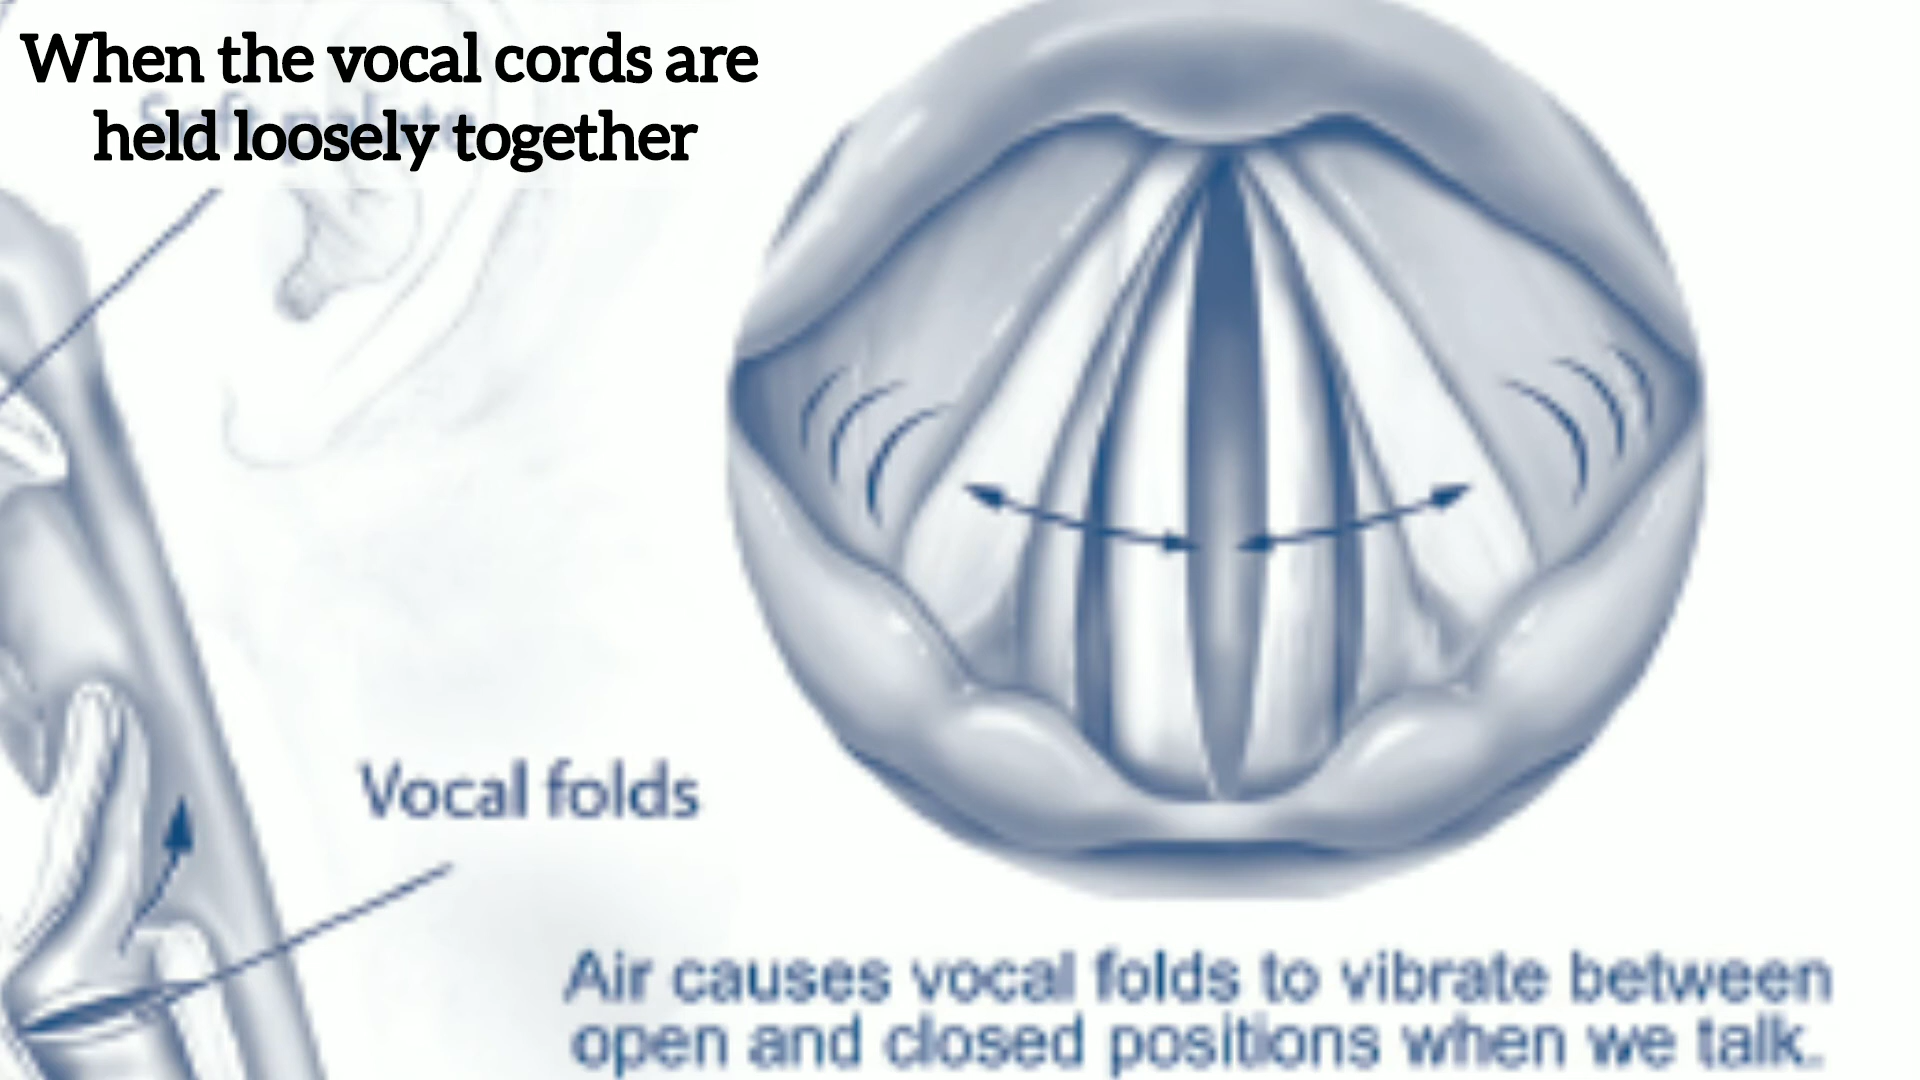 When the vocal cords are
held loosely together
Vocal folds
Air causes vocal folds to vibrate between
open and closed positions when we talk.